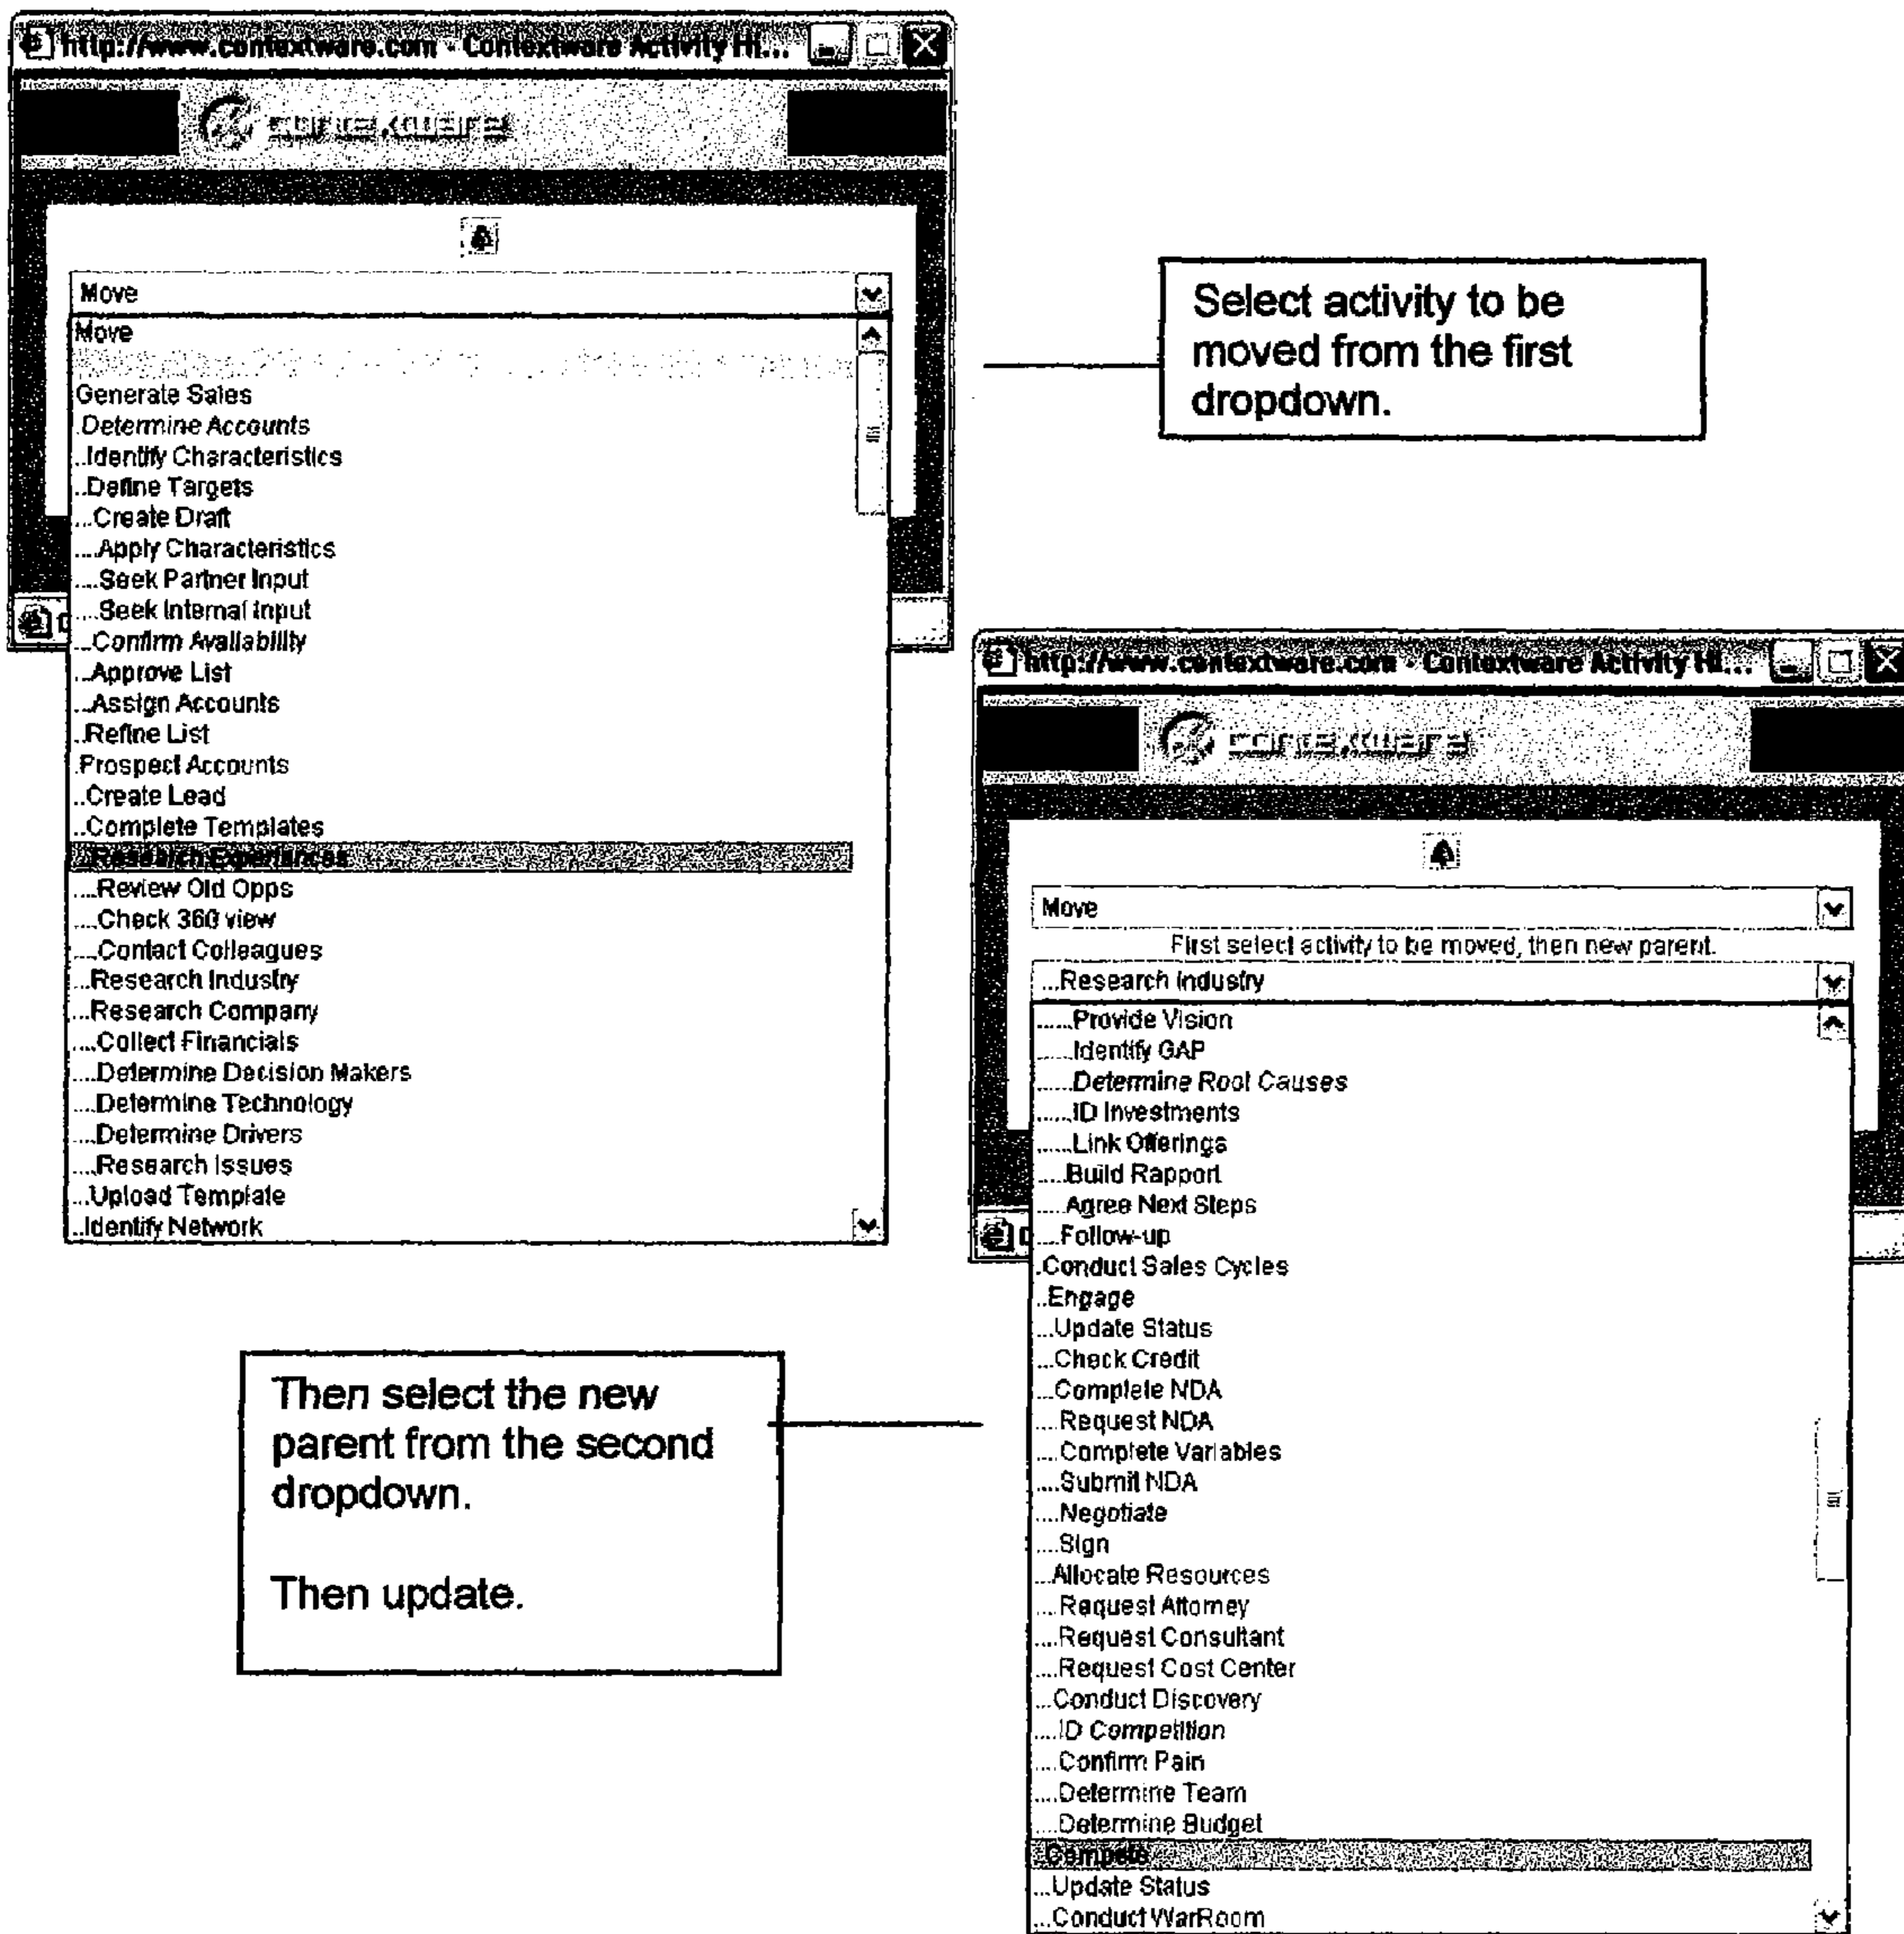 http://www.contextware.com - Contextware Activity Hi...
contextware
Move
Move
Generate Sales
.Determine Accounts
..Identify Characteristics
..Define Targets
...Create Draft
....Apply Characteristics
....Seek Partner Input
....Seek Internal Input
...Confirm Availability
...Approve List
...Assign Accounts
..Refine List
.Prospect Accounts
..Create Lead
..Complete Templates
...Research Experiances
....Review Old Opps
....Check 360 view
....Contact Colleagues
...Research Industry
...Research Company
....Collect Financials
....Determine Decision Makers
....Determine Technology
....Determine Drivers
....Research Issues
...Upload Template
..Identify Network
Select activity to be
moved from the first
dropdown.
http://www.contextware.com - Contextware Activity Hi...
contextware
Move
First select activity to be moved, then new parent.
...Research Industry
......Provide Vision
......Identify GAP
......Determine Root Causes
......ID Investments
......Link Offerings
.....Build Rapport
.....Agree Next Steps
....Follow-up
.Conduct Sales Cycles
..Engage
...Update Status
...Check Credit
...Complete NDA
....Request NDA
....Complete Variables
....Submit NDA
....Negotiate
....Sign
...Allocate Resources
....Request Attorney
....Request Consultant
....Request Cost Center
...Conduct Discovery
....ID Competition
....Confirm Pain
....Determine Team
....Determine Budget
..Compete
...Update Status
...Conduct WarRoom
Then select the new
parent from the second
dropdown.
Then update.